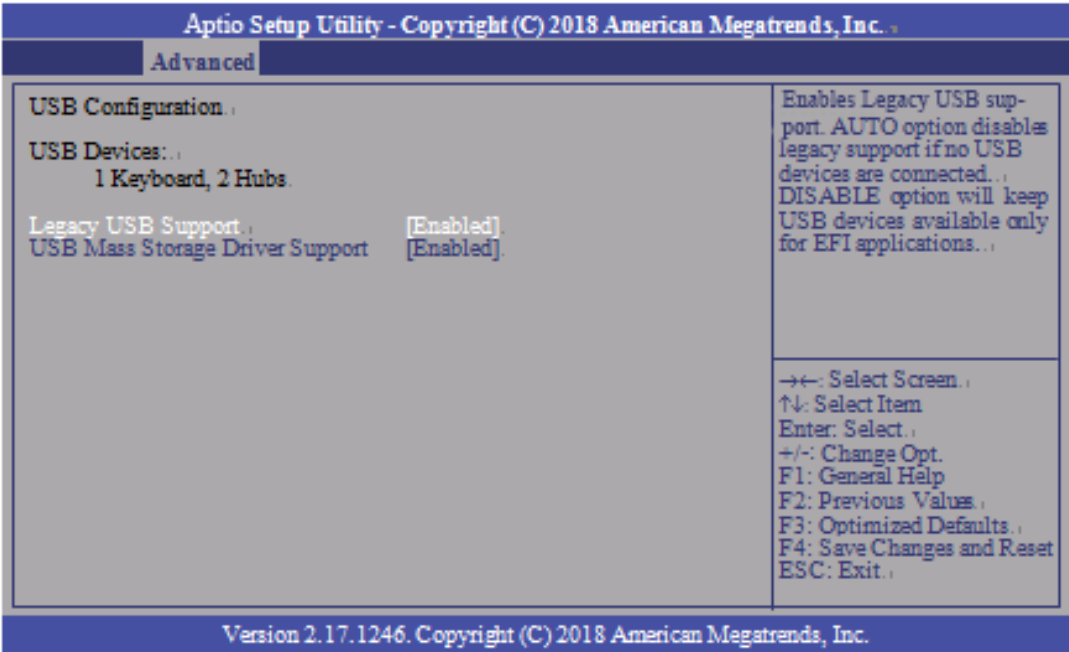 Aptio Setup Utility - Copyright (C) 2018 American Megatrends, Inc.
Advanced
USB Configuration
USB Devices:
1 Keyboard, 2 Hubs
Legacy USB Support [Enabled]
USB Mass Storage Driver Support [Enabled]
Enables Legacy USB sup-
port. AUTO option disables
legacy support if no USB
devices are connected.
DISABLE option will keep
USB devices available only
for EFI applications.
→←: Select Screen
↑↓: Select Item
Enter: Select
+/-: Change Opt.
F1: General Help
F2: Previous Values
F3: Optimized Defaults
F4: Save Changes and Reset
ESC: Exit
Version 2.17.1246. Copyright (C) 2018 American Megatrends, Inc.